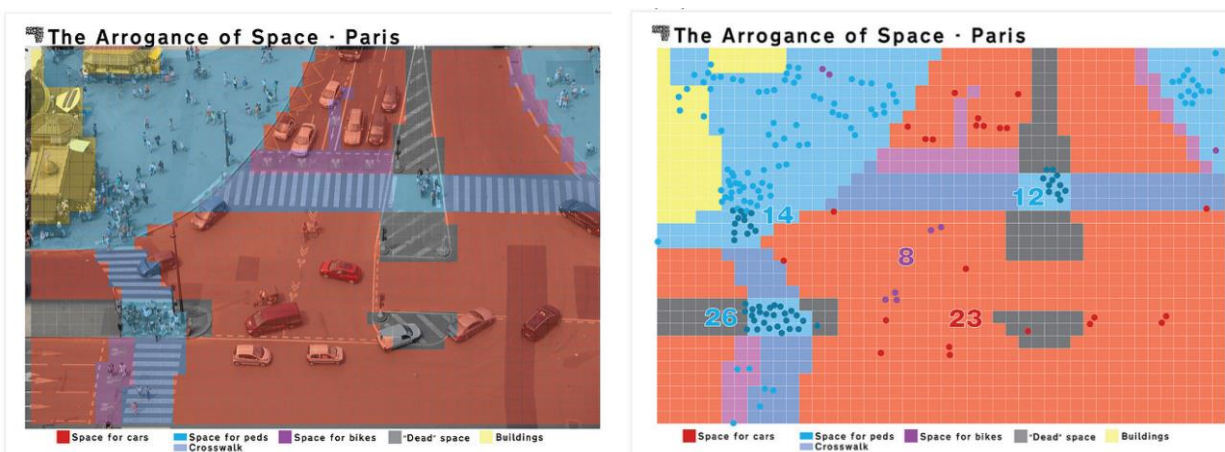 The Arrogance of Space · Paris
Space for cars
Space for peds
Space for bikes
"Dead" space
Buildings
Crosswalk
The Arrogance of Space · Paris
14
12
8
26
23
Space for cars
Space for peds
Space for bikes
"Dead" space
Buildings
Crosswalk